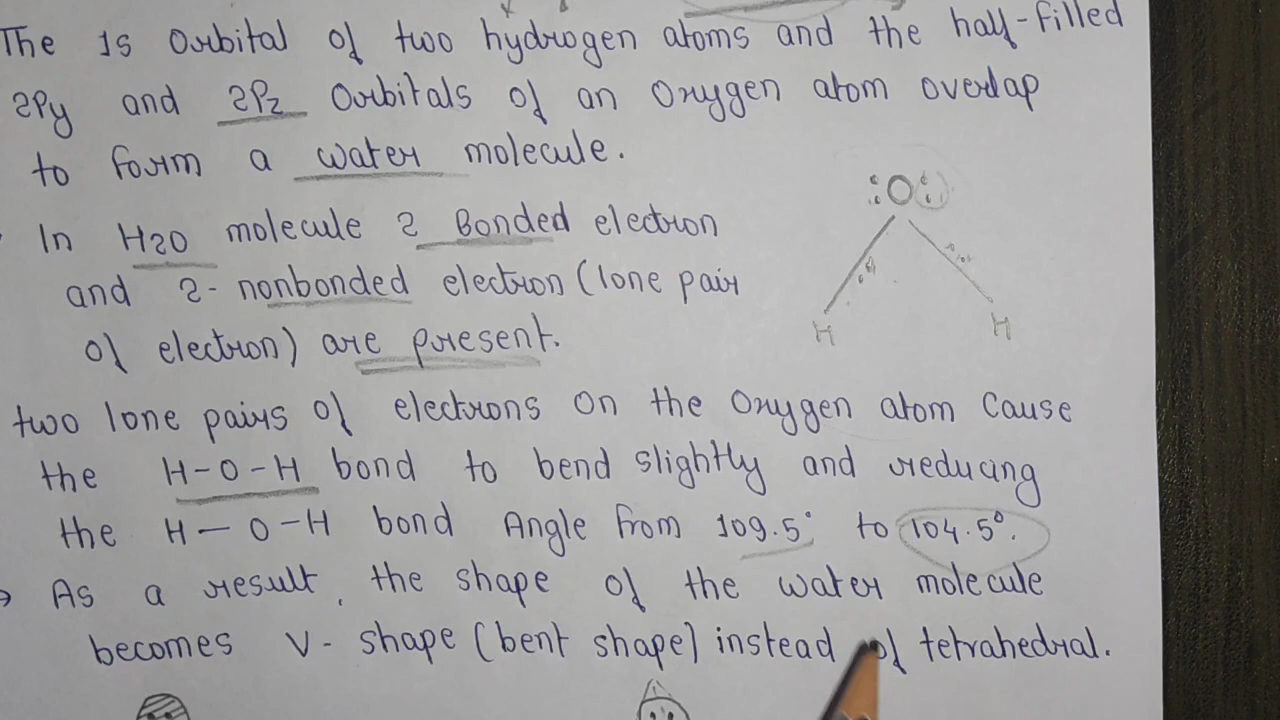 The 1s Orbital of two hydrogen atoms and the half-filled
2Py and 2Pz Orbitals of an Oxygen atom overlap
to form a water molecule.
In H2O molecule 2 Bonded electron
and 2- nonbonded electron (lone pair
of electron) are present.
O
H H
two lone pairs of electrons on the Oxygen atom Cause
the H-O-H bond to bend slightly and reducing
the H-O-H bond Angle from 109.5° to 104.5°.
→ As a result, the shape of the water molecule
becomes V- shape (bent shape) instead of tetrahedral.